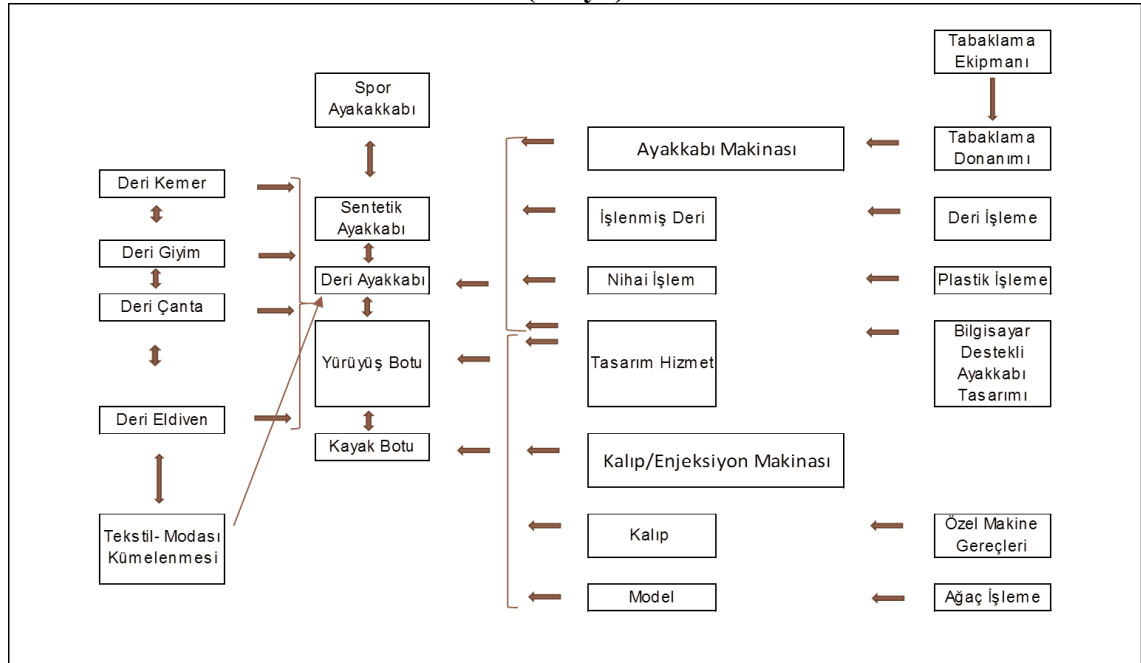 Tabaklama
Ekipmanı
Spor
Ayakakkabı
Ayakkabı Makinası
Tabaklama
Donanımı
Deri Kemer
Sentetik
Ayakkabı
İşlenmiş Deri
Deri İşleme
Deri Giyim
Deri Ayakkabı
Nihai İşlem
Plastik İşleme
Deri Çanta
Yürüyüş Botu
Tasarım Hizmet
Bilgisayar
Destekli
Ayakkabı
Tasarımı
Deri Eldiven
Kayak Botu
Kalıp/Enjeksiyon Makinası
Tekstil- Modası
Kümelenmesi
Kalıp
Özel Makine
Gereçleri
Model
Ağaç İşleme